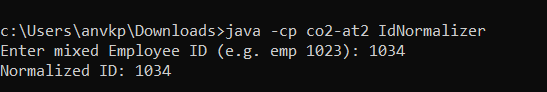 c:\Users\anvkp\Downloads>java -cp co2-at2 IdNormalizer
Enter mixed Employee ID (e.g. emp 1023): 1034
Normalized ID: 1034